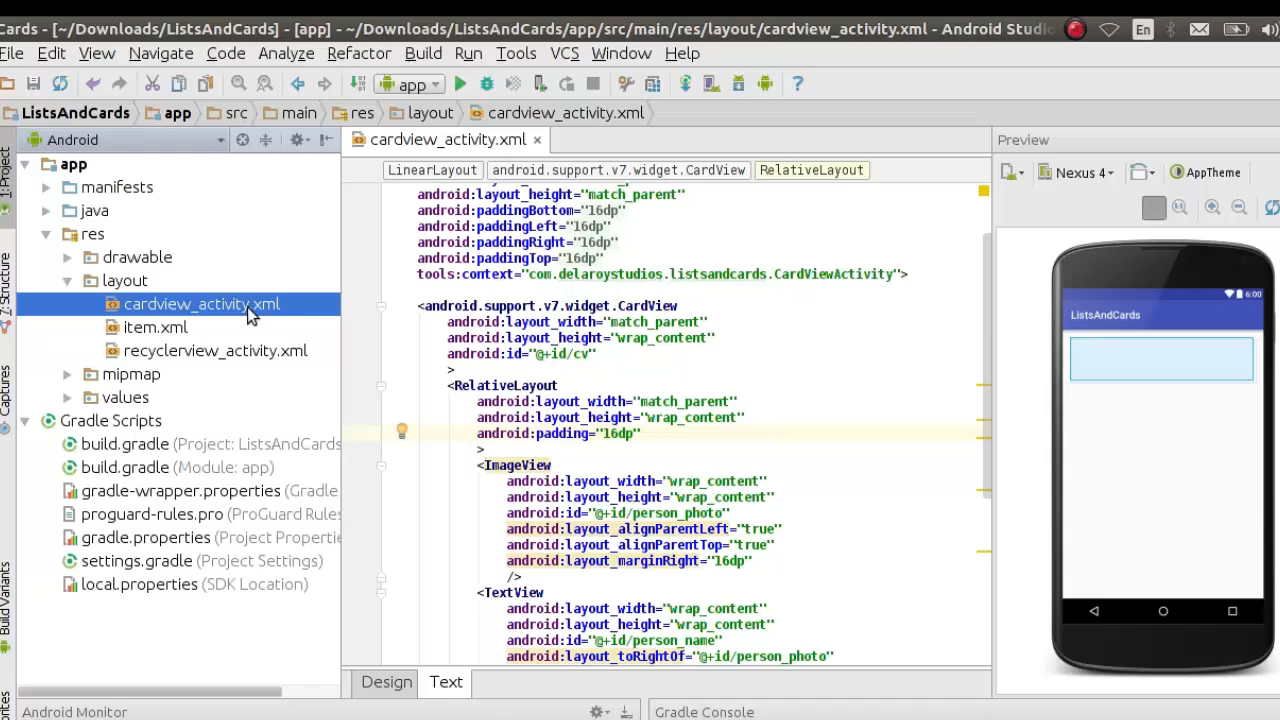 Cards - [~/Downloads/ListsAndCards] - [app] - ~/Downloads/ListsAndCards/app/src/main/res/layout/cardview_activity.xml - Android Studio
En
File Edit View Navigate Code Analyze Refactor Build Run Tools VCS Window Help
app
ListsAndCards app src main res layout cardview_activity.xml
Android
cardview_activity.xml
Preview
1: Project
7: Structure
Captures
Build Variants
app
manifests
java
res
drawable
layout
cardview_activity.xml
item.xml
recyclerview_activity.xml
mipmap
values
Gradle Scripts
build.gradle (Project: ListsAndCards
build.gradle (Module: app)
gradle-wrapper.properties (Gradle
proguard-rules.pro (ProGuard Rules
gradle.properties (Project Propertie
settings.gradle (Project Settings)
local.properties (SDK Location)
LinearLayout android.support.v7.widget.CardView RelativeLayout
android:layout_height="match_parent"
android:paddingBottom="16dp"
android:paddingLeft="16dp"
android:paddingRight="16dp"
android:paddingTop="16dp"
tools:context="com.delaroystudios.listsandcards.CardViewActivity">
<android.support.v7.widget.CardView
android:layout_width="match_parent"
android:layout_height="wrap_content"
android:id="@+id/cv"
>
<RelativeLayout
android:layout_width="match_parent"
android:layout_height="wrap_content"
android:padding="16dp"
>
<ImageView
android:layout_width="wrap_content"
android:layout_height="wrap_content"
android:id="@+id/person_photo"
android:layout_alignParentLeft="true"
android:layout_alignParentTop="true"
android:layout_marginRight="16dp"
/>
<TextView
android:layout_width="wrap_content"
android:layout_height="wrap_content"
android:id="@+id/person_name"
android:layout_toRightOf="@+id/person_photo"
Design Text
Nexus 4 AppTheme
6:00
ListsAndCards
Android Monitor
Gradle Console